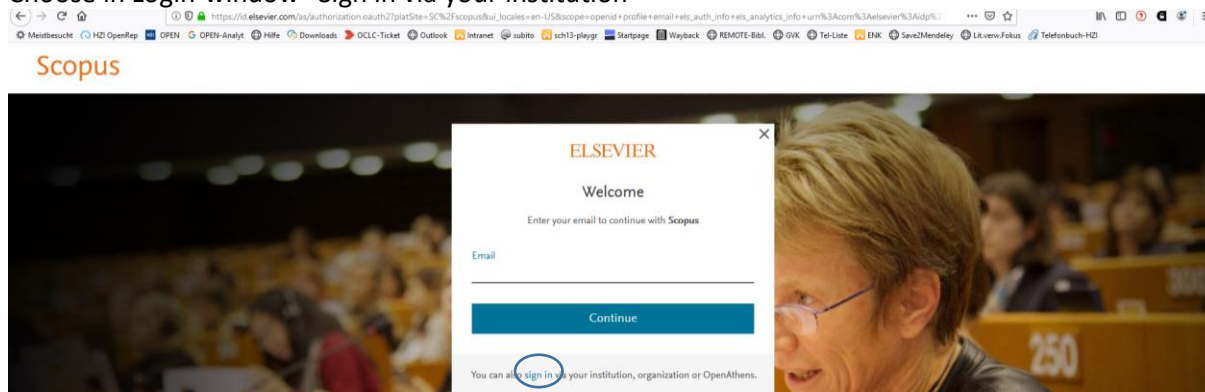 Choose in Login-window "Sign in via your institution"
https://id.elsevier.com/as/authorization.oauth2?platSite=SC%2Fscopus&ui_locales=en-US&scope=openid+profile+email+els_auth_info+els_analytics_info+urn%3Acom%3Aelsevier%3Aidp%
Meistbesucht HZI OpenRep OPEN OPEN-Analyt Hilfe Downloads OCLC-Ticket Outlook Intranet subito sch13-playgr Startpage Wayback REMOTE-Bibl. GVK Tel-Liste ENK Save2Mendeley Lit.verw.Fokus Telefonbuch-HZI
Scopus
ELSEVIER
Welcome
Enter your email to continue with Scopus
Email
Continue
You can also sign in via your institution, organization or OpenAthens.
250